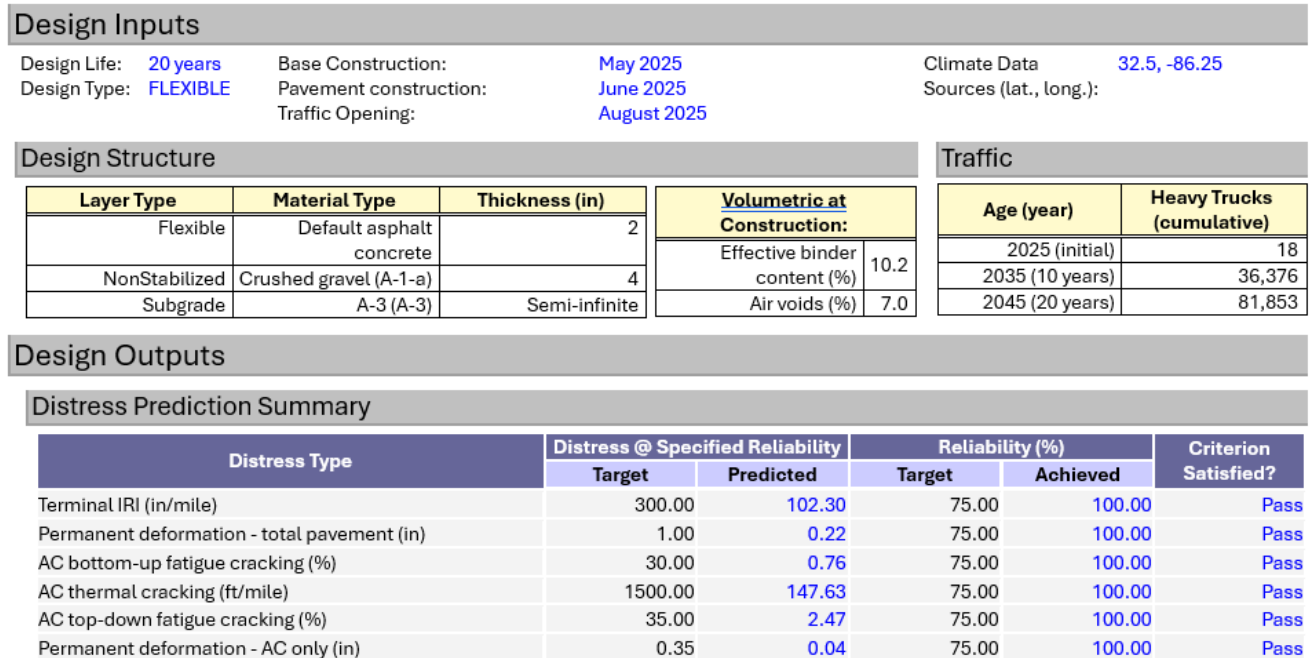 Design Inputs
Design Life: 20 years Base Construction: May 2025 Climate Data 32.5, -86.25
Design Type: FLEXIBLE Pavement construction: June 2025 Sources (lat., long.):
Traffic Opening: August 2025
Design Structure
Layer Type Material Type Thickness (in)
Flexible Default asphalt 2
concrete
NonStabilized Crushed gravel (A-1-a) 4
Subgrade A-3 (A-3) Semi-infinite
Volumetric at
Construction:
Effective binder
content (%) 10.2
Air voids (%) 7.0
Traffic
Age (year) Heavy Trucks
(cumulative)
2025 (initial) 18
2035 (10 years) 36,376
2045 (20 years) 81,853
Design Outputs
Distress Prediction Summary
Distress Type Distress @ Specified Reliability Reliability (%) Criterion
Satisfied?
Target Predicted Target Achieved
Terminal IRI (in/mile) 300.00 102.30 75.00 100.00 Pass
Permanent deformation - total pavement (in) 1.00 0.22 75.00 100.00 Pass
AC bottom-up fatigue cracking (%) 30.00 0.76 75.00 100.00 Pass
AC thermal cracking (ft/mile) 1500.00 147.63 75.00 100.00 Pass
AC top-down fatigue cracking (%) 35.00 2.47 75.00 100.00 Pass
Permanent deformation - AC only (in) 0.35 0.04 75.00 100.00 Pass